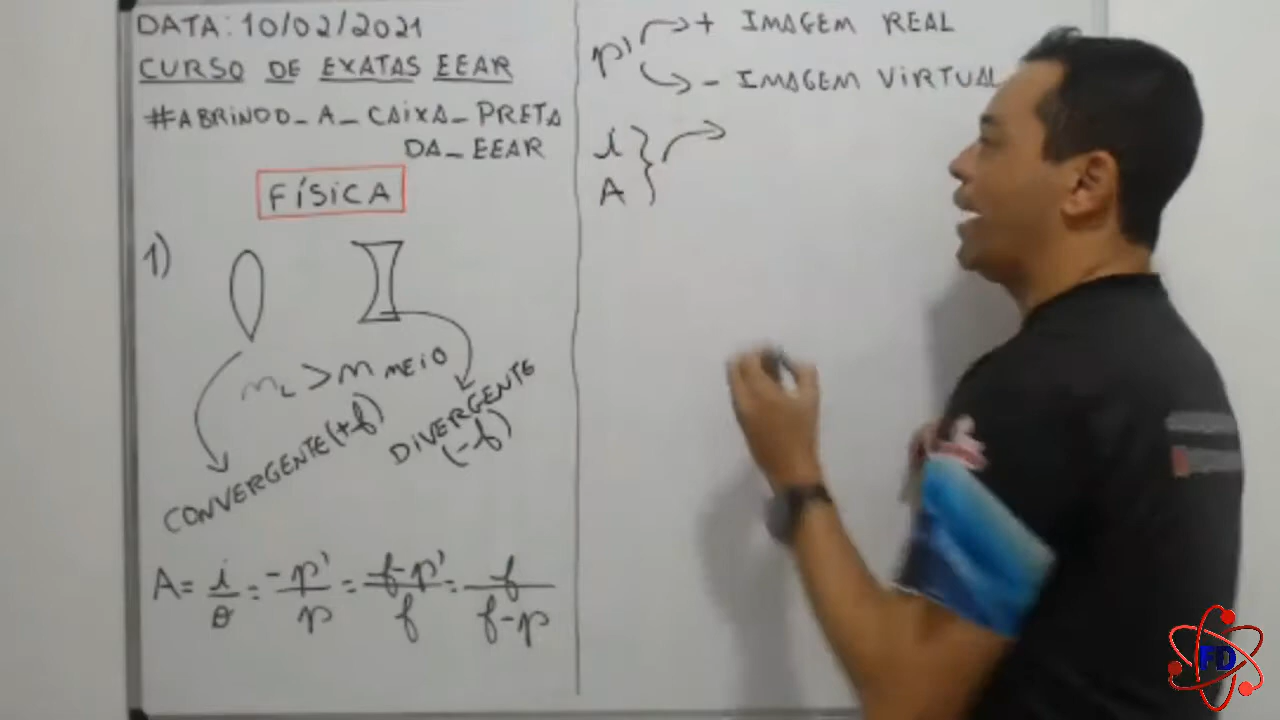 DATA: 10/02/2021
CURSO DE EXATAS EEAR
#ABRINDO_A_CAIXA_PRETA
DA_EEAR
FÍSICA
1)
n_L > n MEIO
CONVERGENTE (+f)
DIVERGENTE
(-f)
A = i/o = -p'/p = f-p'/f = f/f-p
p' + IMAGEM REAL
- IMAGEM VIRTUAL
i
A
FD